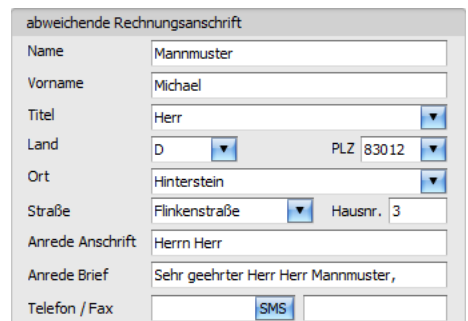 abweichende Rechnungsanschrift
Name Mannmuster
Vorname Michael
Titel Herr
Land D PLZ 83012
Ort Hinterstein
Straße Flinkenstraße Hausnr. 3
Anrede Anschrift Herrn Herr
Anrede Brief Sehr geehrter Herr Herr Mannmuster,
Telefon / Fax SMS